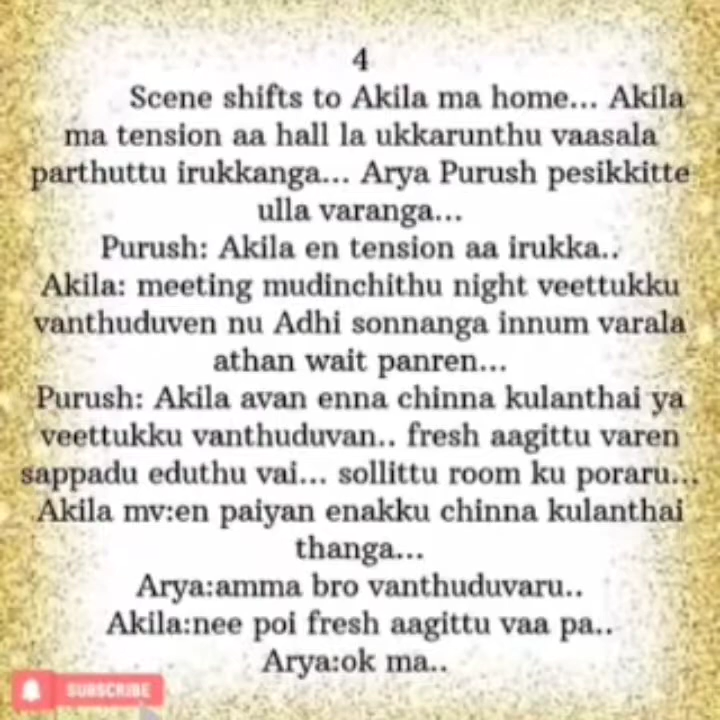 4
Scene shifts to Akila ma home... Akila
ma tension aa hall la ukkarunthu vaasala
parthuttu irukkanga... Arya Purush pesikkitte
ulla varanga...
Purush: Akila en tension aa irukka..
Akila: meeting mudinchithu night veettukku
vanthuduven nu Adhi sonnanga innum varala
athan wait panren...
Purush: Akila avan enna chinna kulanthai ya
veettukku vanthuduvan.. fresh aagittu varen
sappadu eduthu vai... sollittu room ku poraru...
Akila mv:en paiyan enakku chinna kulanthai
thanga...
Arya:amma bro vanthuduvaru..
Akila:nee poi fresh aagittu vaa pa..
Arya:ok ma..
SUBSCRIBE